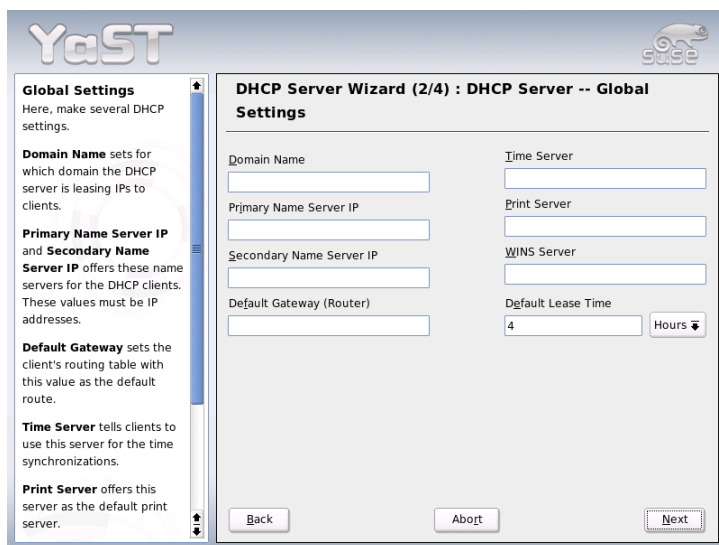 YaST
SUSE
Global Settings
Here, make several DHCP
settings.
Domain Name sets for
which domain the DHCP
server is leasing IPs to
clients.
Primary Name Server IP
and Secondary Name
Server IP offers these name
servers for the DHCP clients.
These values must be IP
addresses.
Default Gateway sets the
client's routing table with
this value as the default
route.
Time Server tells clients to
use this server for the time
synchronizations.
Print Server offers this
server as the default print
server.
DHCP Server Wizard (2/4) : DHCP Server -- Global
Settings
Domain Name
Primary Name Server IP
Secondary Name Server IP
Default Gateway (Router)
Time Server
Print Server
WINS Server
Default Lease Time
4
Hours
Back
Abort
Next